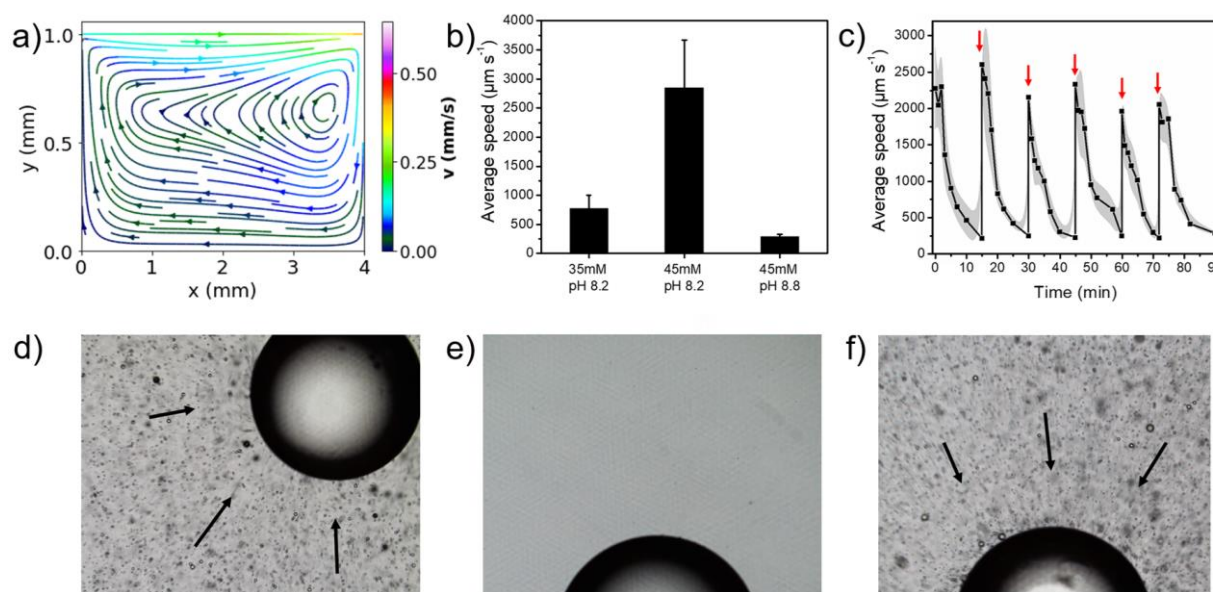 a)
1.0
0.5
0.0
y (mm)
0
1
2
3
4
x (mm)
0.50
0.25
0.00
v (mm/s)
b)
4000
3500
3000
2500
2000
1500
1000
500
0
Average speed (µm s⁻¹)
35mM
pH 8.2
45mM
pH 8.2
45mM
pH 8.8
c)
3000
2500
2000
1500
1000
500
0
Average speed (µm s⁻¹)
0 10 20 30 40 50 60 70 80 90
Time (min)
d)
e)
f)